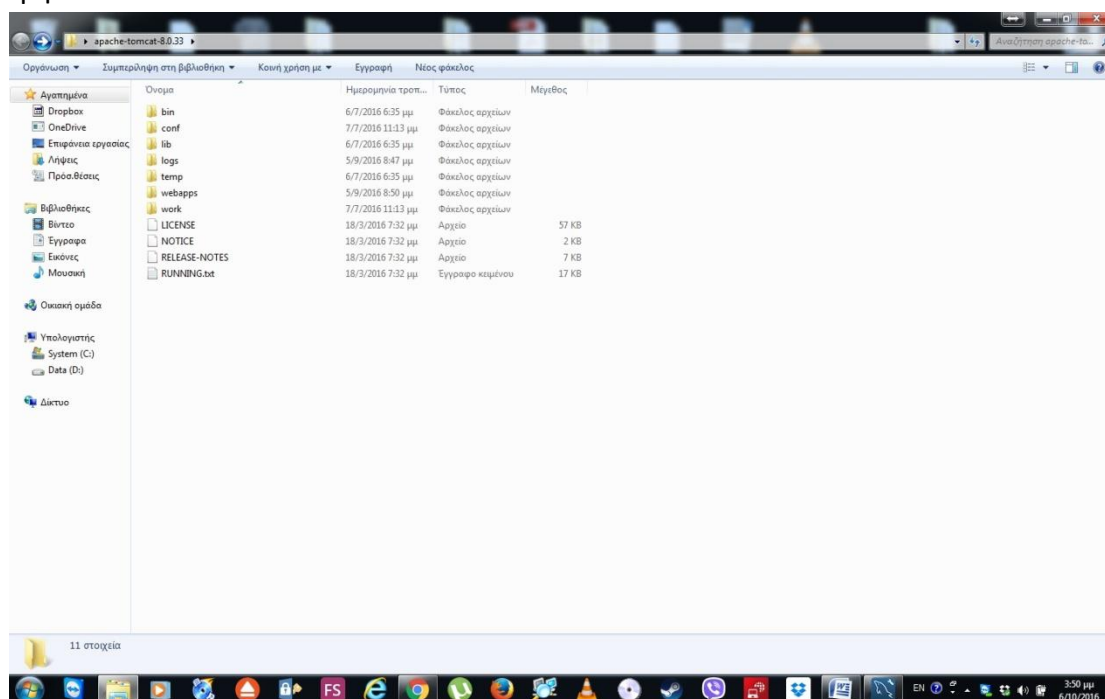 apache-tomcat-8.0.33
Αναζήτηση apache-to...
Οργάνωση
Συμπερίληψη στη βιβλιοθήκη
Κοινή χρήση με
Εγγραφή
Νέος φάκελος
Όνομα
Ημερομηνία τροπ...
Τύπος
Μέγεθος
Αγαπημένα
Dropbox
OneDrive
Επιφάνεια εργασίας
Λήψεις
Πρόσ.θέσεις
Βιβλιοθήκες
Βίντεο
Έγγραφα
Εικόνες
Μουσική
Οικιακή ομάδα
Υπολογιστής
System (C:)
Data (D:)
Δίκτυο
bin 6/7/2016 6:35 μμ Φάκελος αρχείων
conf 7/7/2016 11:13 μμ Φάκελος αρχείων
lib 6/7/2016 6:35 μμ Φάκελος αρχείων
logs 5/9/2016 8:47 μμ Φάκελος αρχείων
temp 6/7/2016 6:35 μμ Φάκελος αρχείων
webapps 5/9/2016 8:50 μμ Φάκελος αρχείων
work 7/7/2016 11:13 μμ Φάκελος αρχείων
LICENSE 18/3/2016 7:32 μμ Αρχείο 57 KB
NOTICE 18/3/2016 7:32 μμ Αρχείο 2 KB
RELEASE-NOTES 18/3/2016 7:32 μμ Αρχείο 7 KB
RUNNING.txt 18/3/2016 7:32 μμ Έγγραφο κειμένου 17 KB
11 στοιχεία
FS
EN
3:50 μμ
6/10/2016